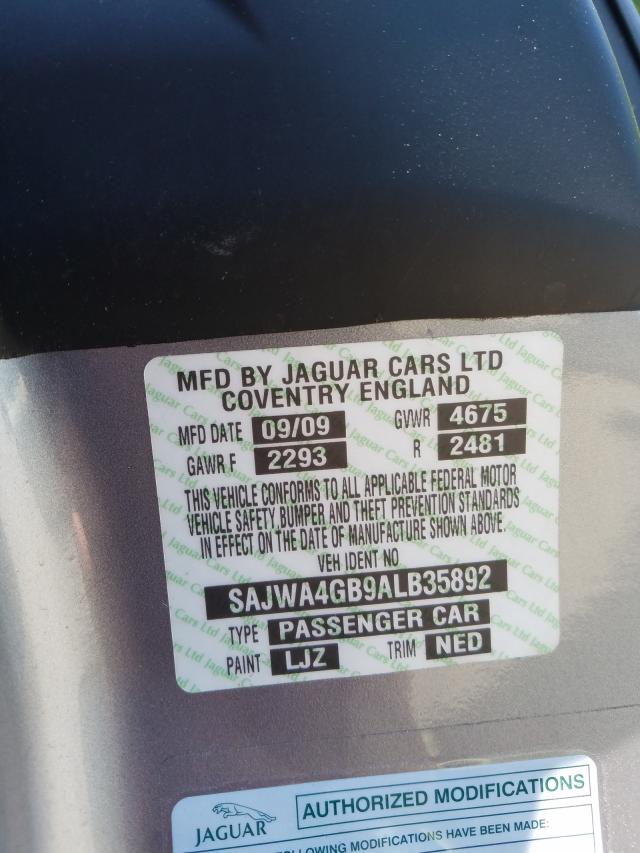 MFD BY JAGUAR CARS LTD
COVENTRY ENGLAND
MFD DATE 09/09 GVWR 4675
GAWR F 2293 R 2481
THIS VEHICLE CONFORMS TO ALL APPLICABLE FEDERAL MOTOR
VEHICLE SAFETY, BUMPER AND THEFT PREVENTION STANDARDS
IN EFFECT ON THE DATE OF MANUFACTURE SHOWN ABOVE.
VEH IDENT NO
SAJWA4GB9ALB35892
TYPE PASSENGER CAR
PAINT LJZ TRIM NED
JAGUAR AUTHORIZED MODIFICATIONS
FOLLOWING MODIFICATIONS HAVE BEEN MADE: